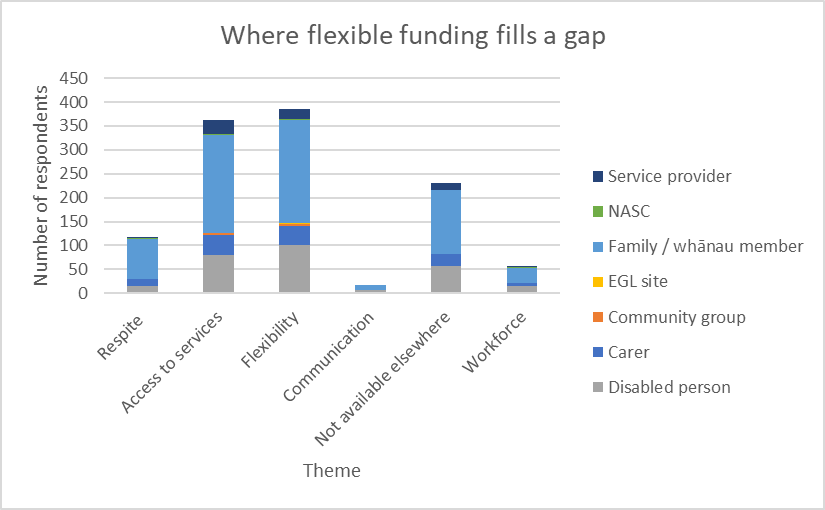 Where flexible funding fills a gap
Number of respondents
450
400
350
300
250
200
150
100
50
0
Respite
Access to services
Flexibility
Communication
Not available elsewhere
Workforce
Theme
Service provider
NASC
Family / whānau member
EGL site
Community group
Carer
Disabled person